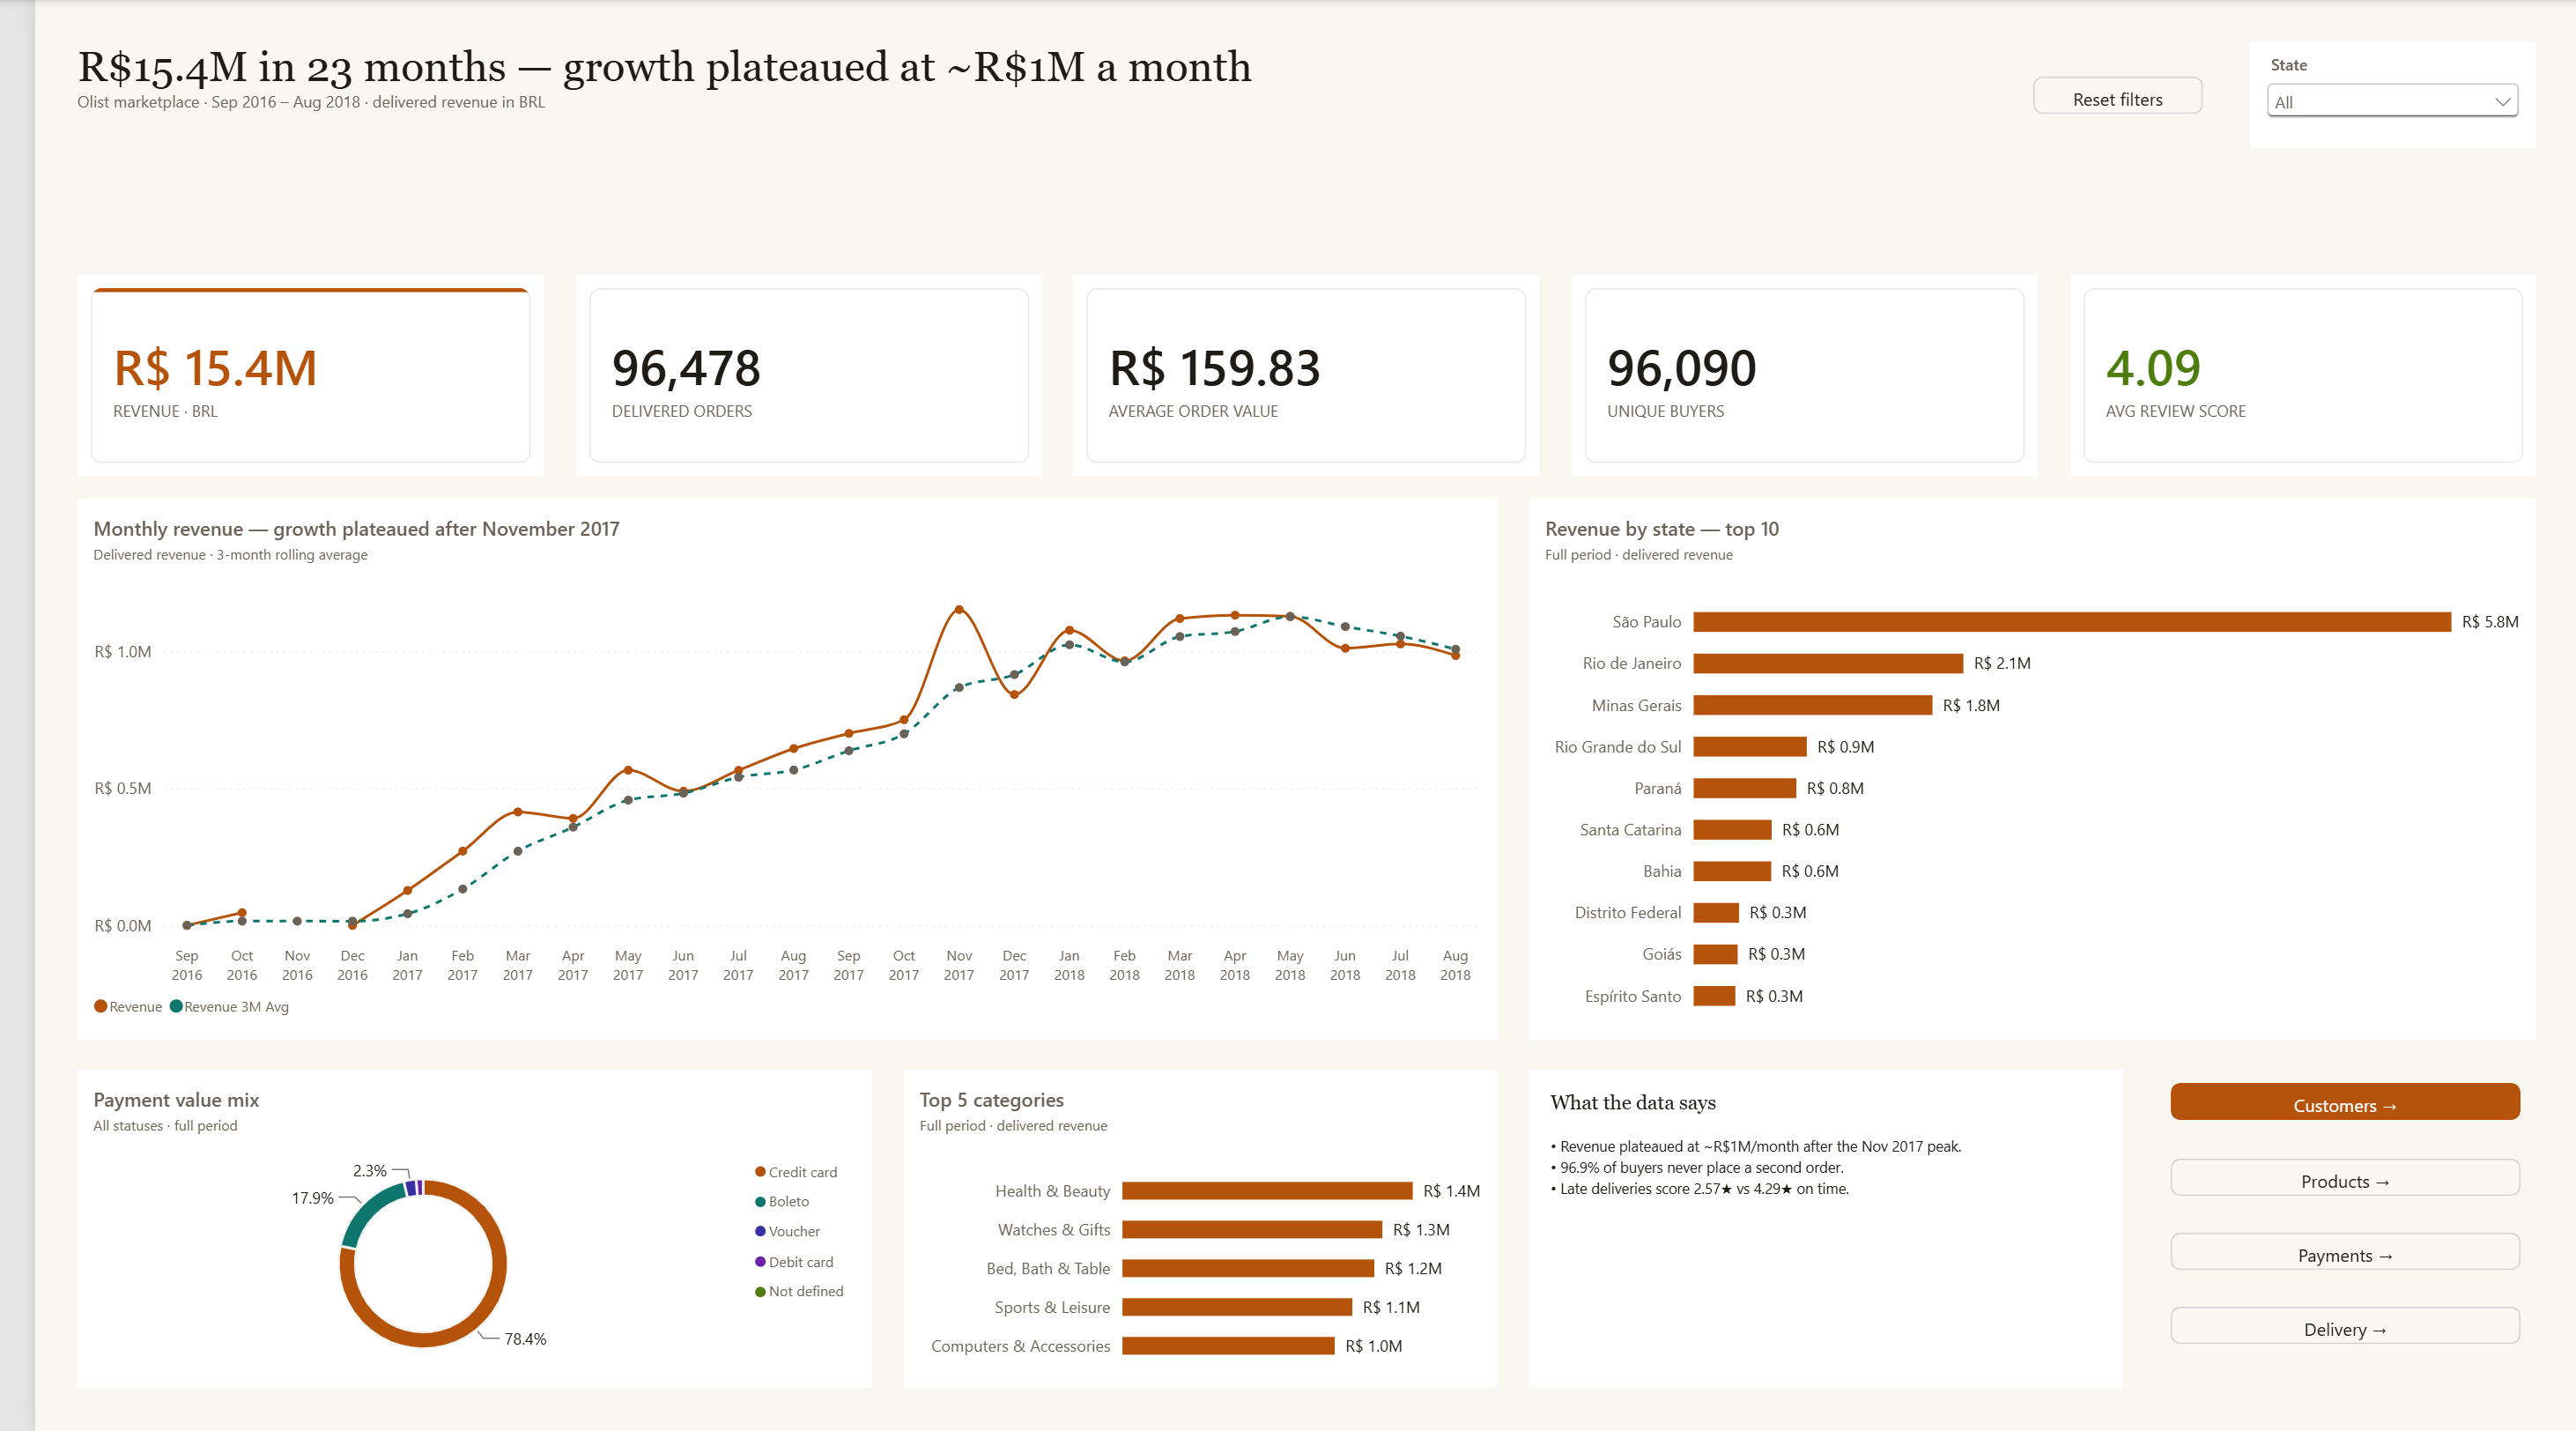 R$15.4M in 23 months — growth plateaued at ~R$1M a month
Olist marketplace · Sep 2016 – Aug 2018 · delivered revenue in BRL
Reset filters
State
All
R$ 15.4M
REVENUE · BRL
96,478
DELIVERED ORDERS
R$ 159.83
AVERAGE ORDER VALUE
96,090
UNIQUE BUYERS
4.09
AVG REVIEW SCORE
Monthly revenue — growth plateaued after November 2017
Delivered revenue · 3-month rolling average
R$ 1.0M
R$ 0.5M
R$ 0.0M
Sep Oct Nov Dec Jan Feb Mar Apr May Jun Jul Aug Sep Oct Nov Dec Jan Feb Mar Apr May Jun Jul Aug
2016 2016 2016 2016 2017 2017 2017 2017 2017 2017 2017 2017 2017 2017 2017 2017 2018 2018 2018 2018 2018 2018 2018 2018
Revenue Revenue 3M Avg
Revenue by state — top 10
Full period · delivered revenue
São Paulo R$ 5.8M
Rio de Janeiro R$ 2.1M
Minas Gerais R$ 1.8M
Rio Grande do Sul R$ 0.9M
Paraná R$ 0.8M
Santa Catarina R$ 0.6M
Bahia R$ 0.6M
Distrito Federal R$ 0.3M
Goiás R$ 0.3M
Espírito Santo R$ 0.3M
Payment value mix
All statuses · full period
2.3%
17.9%
78.4%
Credit card
Boleto
Voucher
Debit card
Not defined
Top 5 categories
Full period · delivered revenue
Health & Beauty R$ 1.4M
Watches & Gifts R$ 1.3M
Bed, Bath & Table R$ 1.2M
Sports & Leisure R$ 1.1M
Computers & Accessories R$ 1.0M
What the data says
• Revenue plateaued at ~R$1M/month after the Nov 2017 peak.
• 96.9% of buyers never place a second order.
• Late deliveries score 2.57★ vs 4.29★ on time.
Customers →
Products →
Payments →
Delivery →